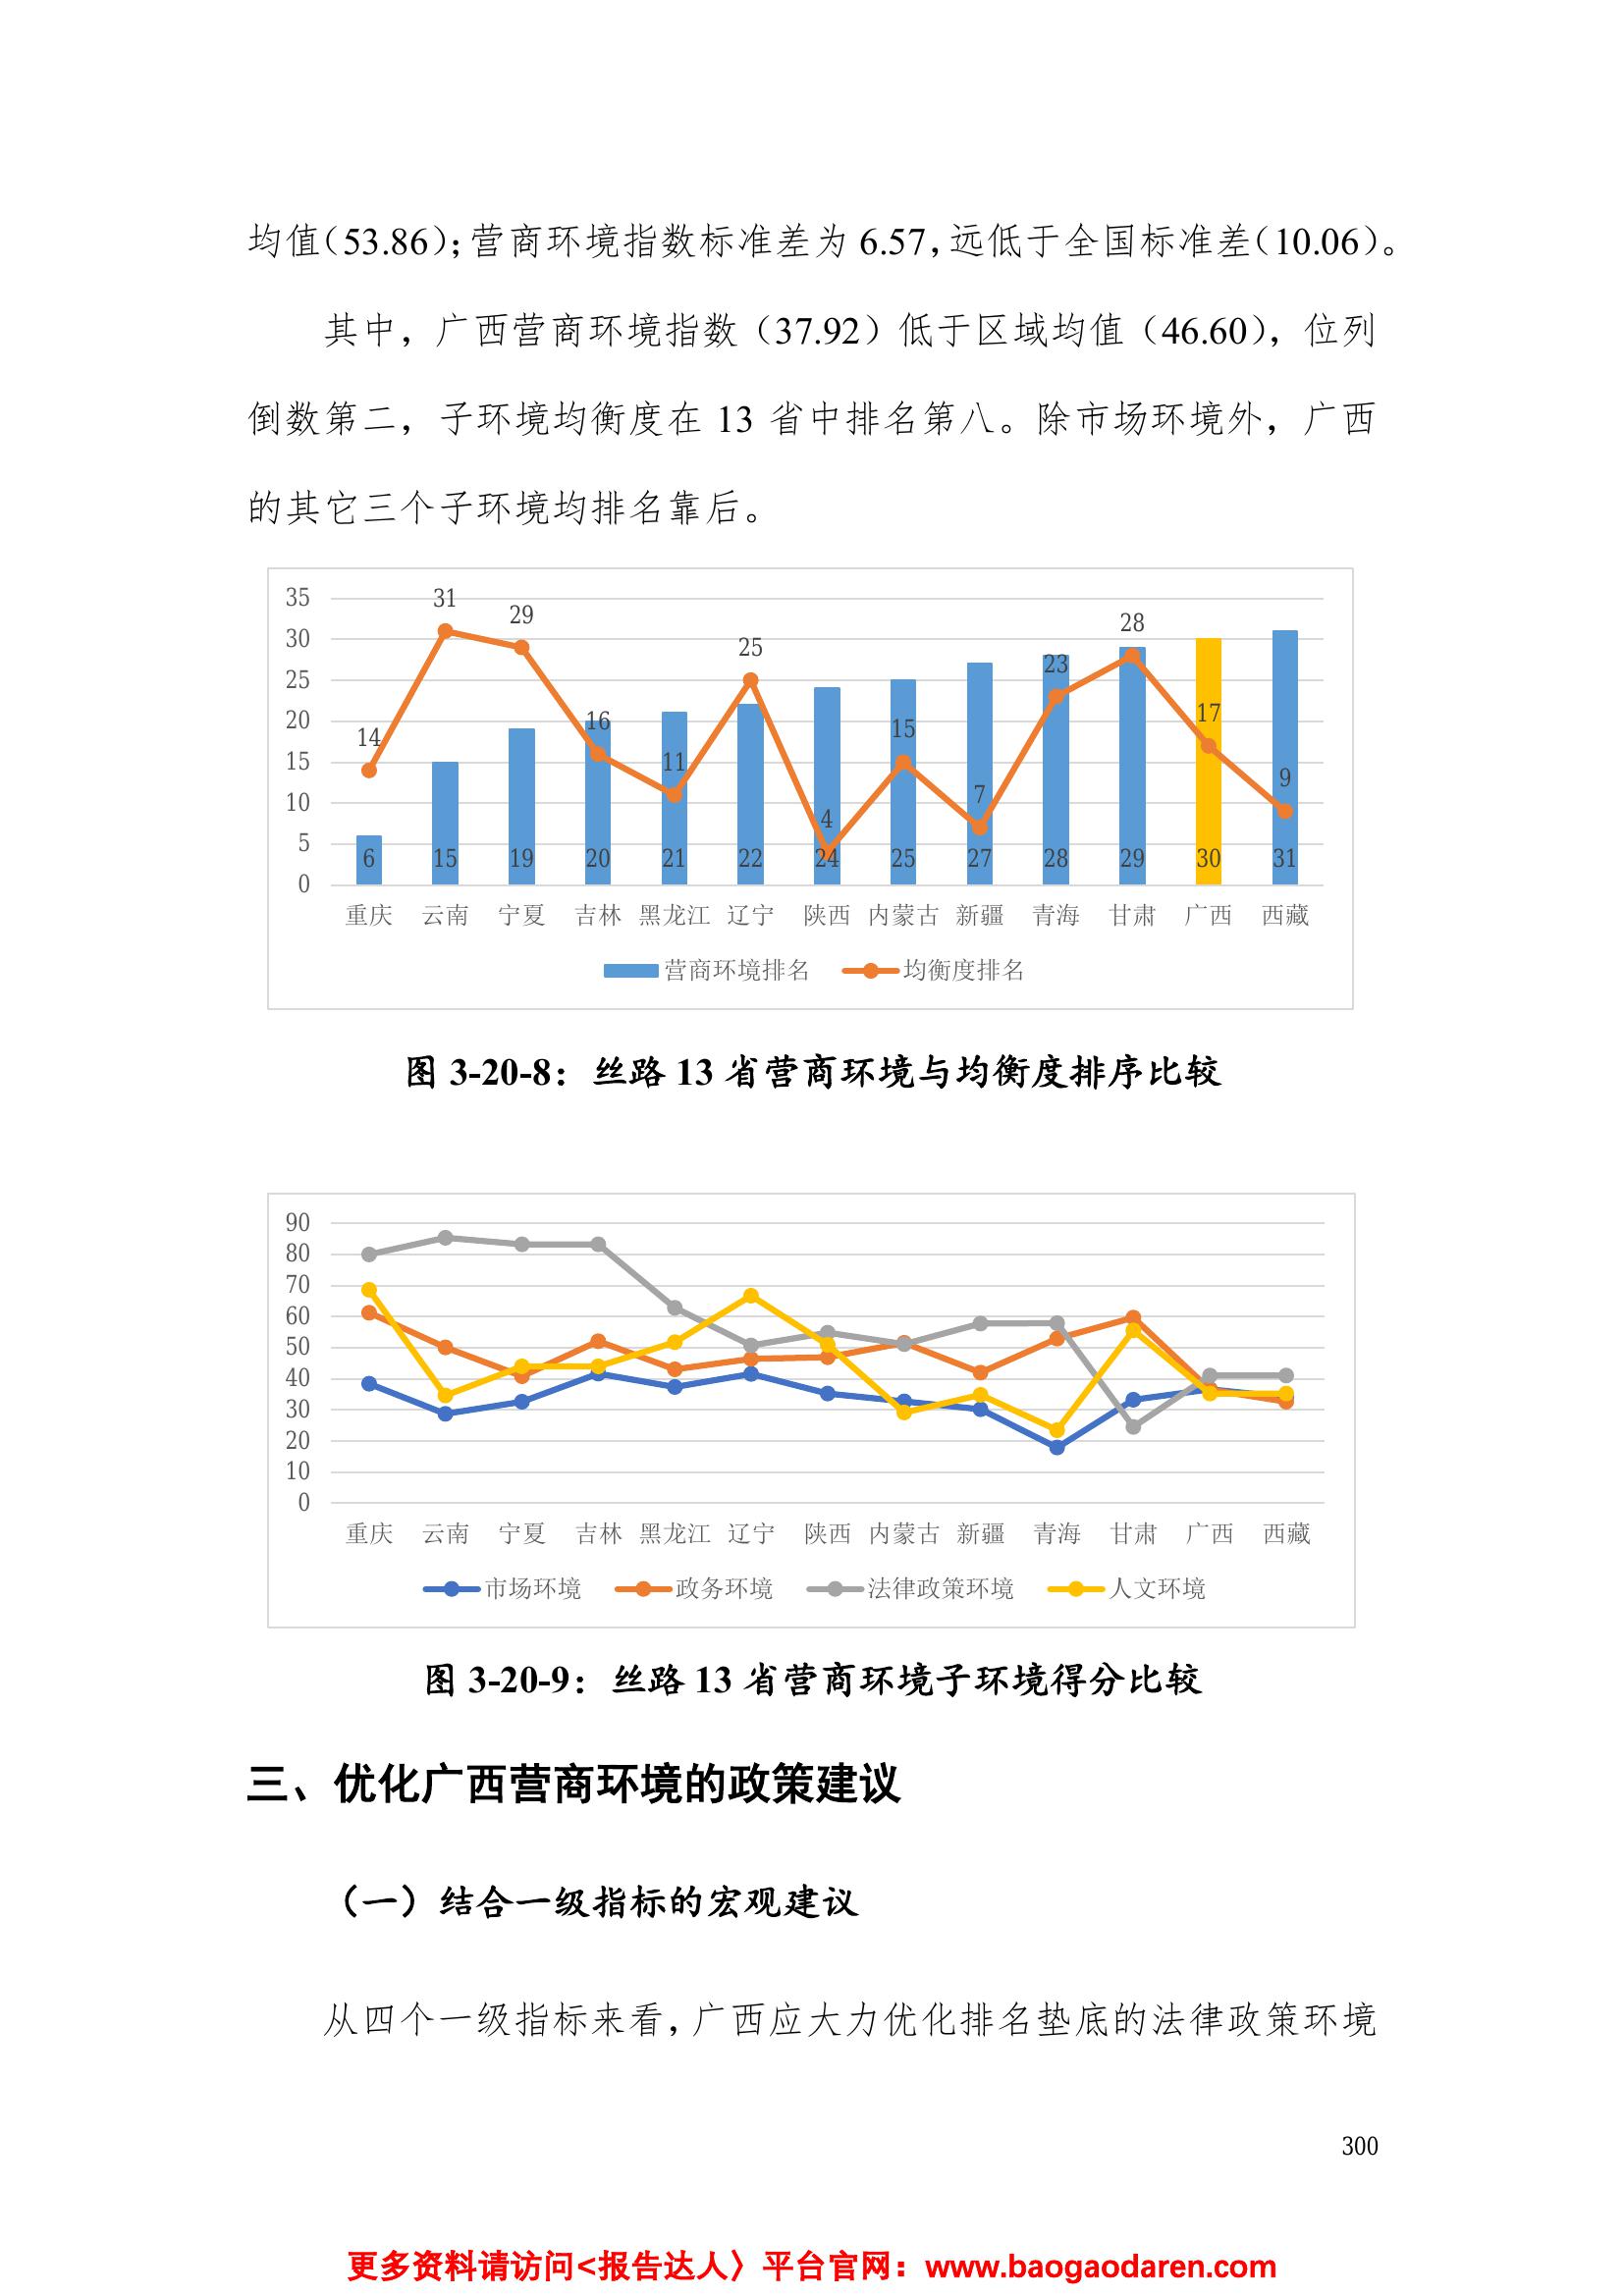 均值（53.86）；营商环境指数标准差为 6.57，远低于全国标准差（10.06）。
其中，广西营商环境指数（37.92）低于区域均值（46.60），位列
倒数第二，子环境均衡度在 13 省中排名第八。除市场环境外，广西
的其它三个子环境均排名靠后。
35
30
25
20
15
10
5
0
14 31 29 16 11 25 4 15 7 23 28 17 9
6 15 19 20 21 22 24 25 27 28 29 30 31
重庆 云南 宁夏 吉林 黑龙江 辽宁 陕西 内蒙古 新疆 青海 甘肃 广西 西藏
营商环境排名 均衡度排名
图 3-20-8：丝路 13 省营商环境与均衡度排序比较
90
80
70
60
50
40
30
20
10
0
重庆 云南 宁夏 吉林 黑龙江 辽宁 陕西 内蒙古 新疆 青海 甘肃 广西 西藏
市场环境 政务环境 法律政策环境 人文环境
图 3-20-9：丝路 13 省营商环境子环境得分比较
三、优化广西营商环境的政策建议
（一）结合一级指标的宏观建议
从四个一级指标来看，广西应大力优化排名垫底的法律政策环境
300
更多资料请访问<报告达人〉平台官网：www.baogaodaren.com